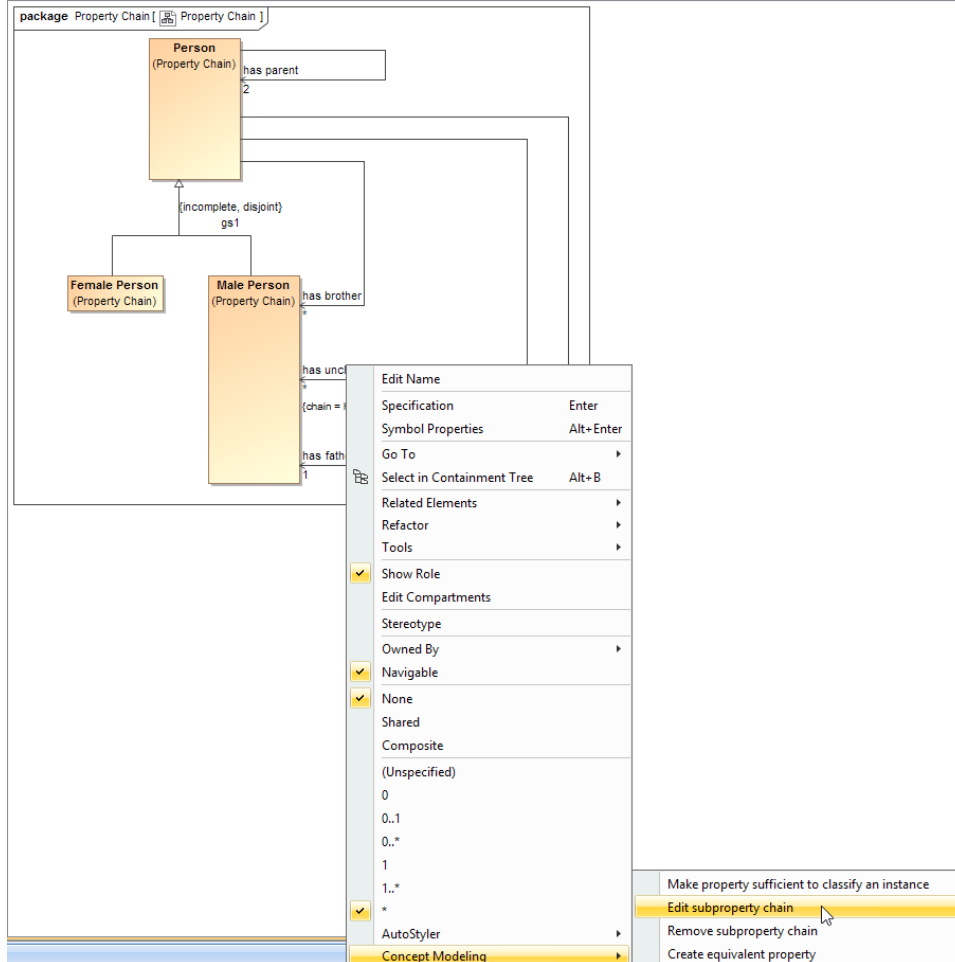 package Property Chain [ Property Chain ]
Person
(Property Chain)
has parent
2
{incomplete, disjoint}
gs1
Female Person
(Property Chain)
Male Person
(Property Chain)
has brother
*
has uncl
*
{chain =
has fath
1
Edit Name
Specification Enter
Symbol Properties Alt+Enter
Go To
Select in Containment Tree Alt+B
Related Elements
Refactor
Tools
Show Role
Edit Compartments
Stereotype
Owned By
Navigable
None
Shared
Composite
(Unspecified)
0
0..1
0..*
1
1..*
*
AutoStyler
Concept Modeling
Make property sufficient to classify an instance
Edit subproperty chain
Remove subproperty chain
Create equivalent property